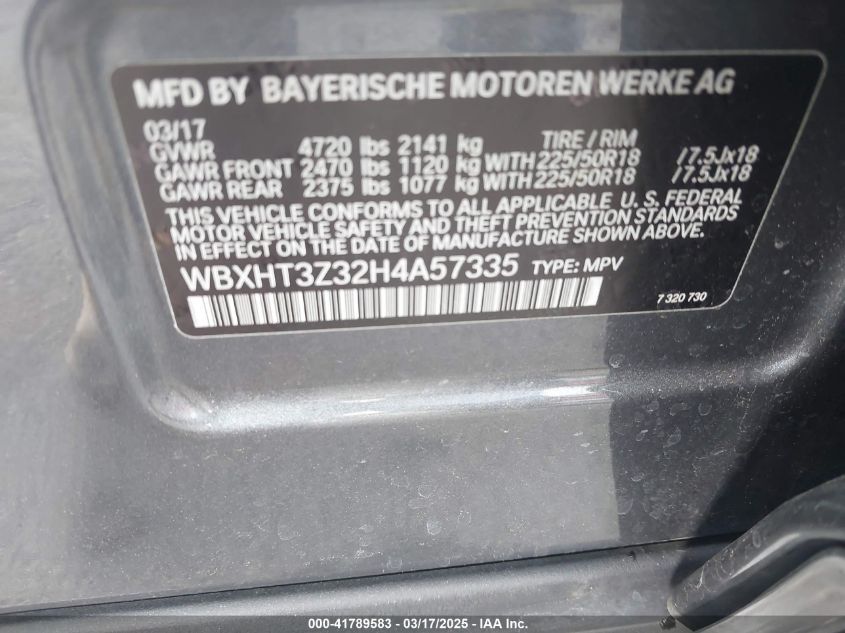 MFD BY BAYERISCHE MOTOREN WERKE AG
03/17 TIRE / RIM
GVWR 4720 lbs 2141 kg
GAWR FRONT 2470 lbs 1120 kg WITH 225/50R18 /7.5Jx18
GAWR REAR 2375 lbs 1077 kg WITH 225/50R18 /7.5Jx18
THIS VEHICLE CONFORMS TO ALL APPLICABLE U. S. FEDERAL
MOTOR VEHICLE SAFETY AND THEFT PREVENTION STANDARDS
IN EFFECT ON THE DATE OF MANUFACTURE SHOWN ABOVE.
WBXHT3Z32H4A57335 TYPE: MPV
7 320 730
000-41789583 - 03/17/2025 - IAA Inc.